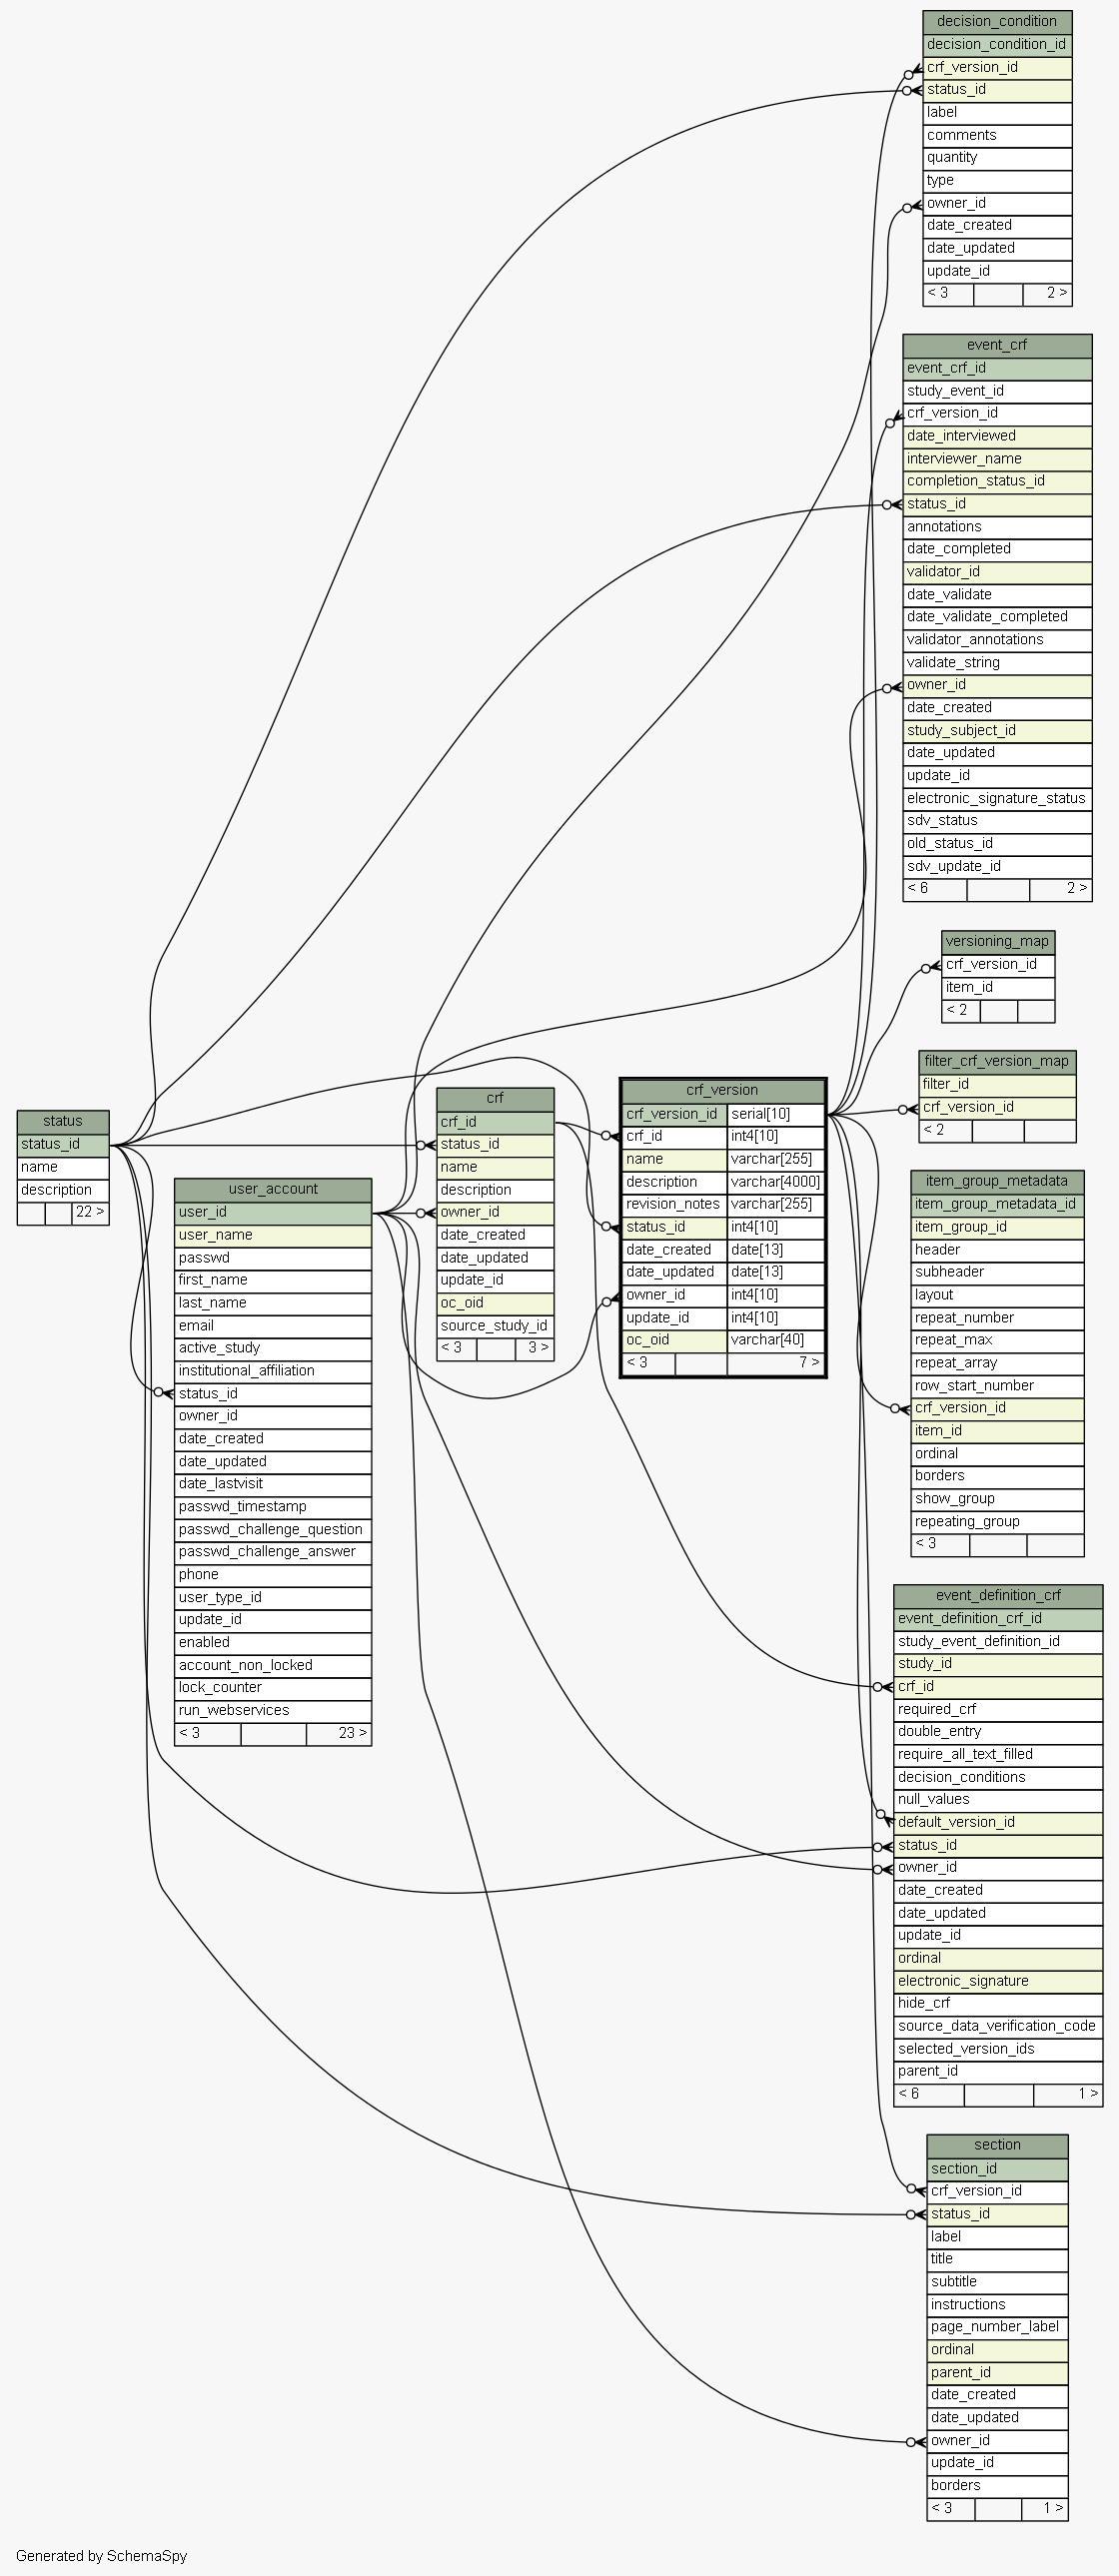 decision_condition
decision_condition_id
crf_version_id
status_id
label
comments
quantity
type
owner_id
date_created
date_updated
update_id
< 3 2 >
event_crf
event_crf_id
study_event_id
crf_version_id
date_interviewed
interviewer_name
completion_status_id
status_id
annotations
date_completed
validator_id
date_validate
date_validate_completed
validator_annotations
validate_string
owner_id
date_created
study_subject_id
date_updated
update_id
electronic_signature_status
sdv_status
old_status_id
sdv_update_id
< 6 2 >
versioning_map
crf_version_id
item_id
< 2
filter_crf_version_map
filter_id
crf_version_id
< 2
status
status_id
name
description
22 >
user_account
user_id
user_name
passwd
first_name
last_name
email
active_study
institutional_affiliation
status_id
owner_id
date_created
date_updated
date_lastvisit
passwd_timestamp
passwd_challenge_question
passwd_challenge_answer
phone
user_type_id
update_id
enabled
account_non_locked
lock_counter
run_webservices
< 3 23 >
crf
crf_id
status_id
name
description
owner_id
date_created
date_updated
update_id
oc_oid
source_study_id
< 3 3 >
crf_version
crf_version_id serial[10]
crf_id int4[10]
name varchar[255]
description varchar[4000]
revision_notes varchar[255]
status_id int4[10]
date_created date[13]
date_updated date[13]
owner_id int4[10]
update_id int4[10]
oc_oid varchar[40]
< 3 7 >
item_group_metadata
item_group_metadata_id
item_group_id
header
subheader
layout
repeat_number
repeat_max
repeat_array
row_start_number
crf_version_id
item_id
ordinal
borders
show_group
repeating_group
< 3
event_definition_crf
event_definition_crf_id
study_event_definition_id
study_id
crf_id
required_crf
double_entry
require_all_text_filled
decision_conditions
null_values
default_version_id
status_id
owner_id
date_created
date_updated
update_id
ordinal
electronic_signature
hide_crf
source_data_verification_code
selected_version_ids
parent_id
< 6 1 >
section
section_id
crf_version_id
status_id
label
title
subtitle
instructions
page_number_label
ordinal
parent_id
date_created
date_updated
owner_id
update_id
borders
< 3 1 >
Generated by SchemaSpy